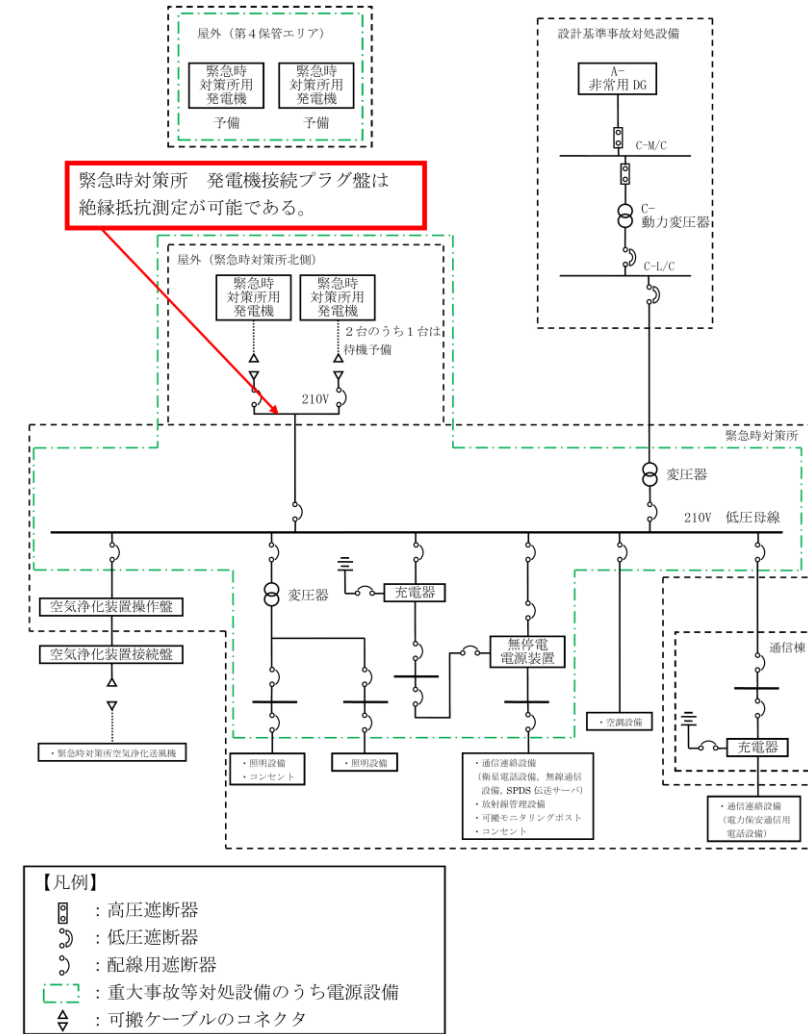 屋外（第４保管エリア）
緊急時
対策所用
発電機
緊急時
対策所用
発電機
予備
予備
設計基準事故対処設備
A-
非常用 DG
C-M/C
C-
動力変圧器
C-L/C
緊急時対策所　発電機接続プラグ盤は
絶縁抵抗測定が可能である。
屋外（緊急時対策所北側）
緊急時
対策所用
発電機
緊急時
対策所用
発電機
２台のうち１台は
待機予備
210V
緊急時対策所
変圧器
210V　低圧母線
空気浄化装置操作盤
空気浄化装置接続盤
・緊急時対策所空気浄化送風機
変圧器
充電器
無停電
電源装置
・照明設備
・コンセント
・照明設備
・通信連絡設備
（衛星電話設備、無線通信
設備、SPDS 伝送サーバ）
・放射線管理設備
・可搬モニタリングポスト
・コンセント
・空調設備
通信棟
充電器
・通信連絡設備
（電力保安通信用
電話設備）
【凡例】
：高圧遮断器
：低圧遮断器
：配線用遮断器
：重大事故等対処設備のうち電源設備
：可搬ケーブルのコネクタ